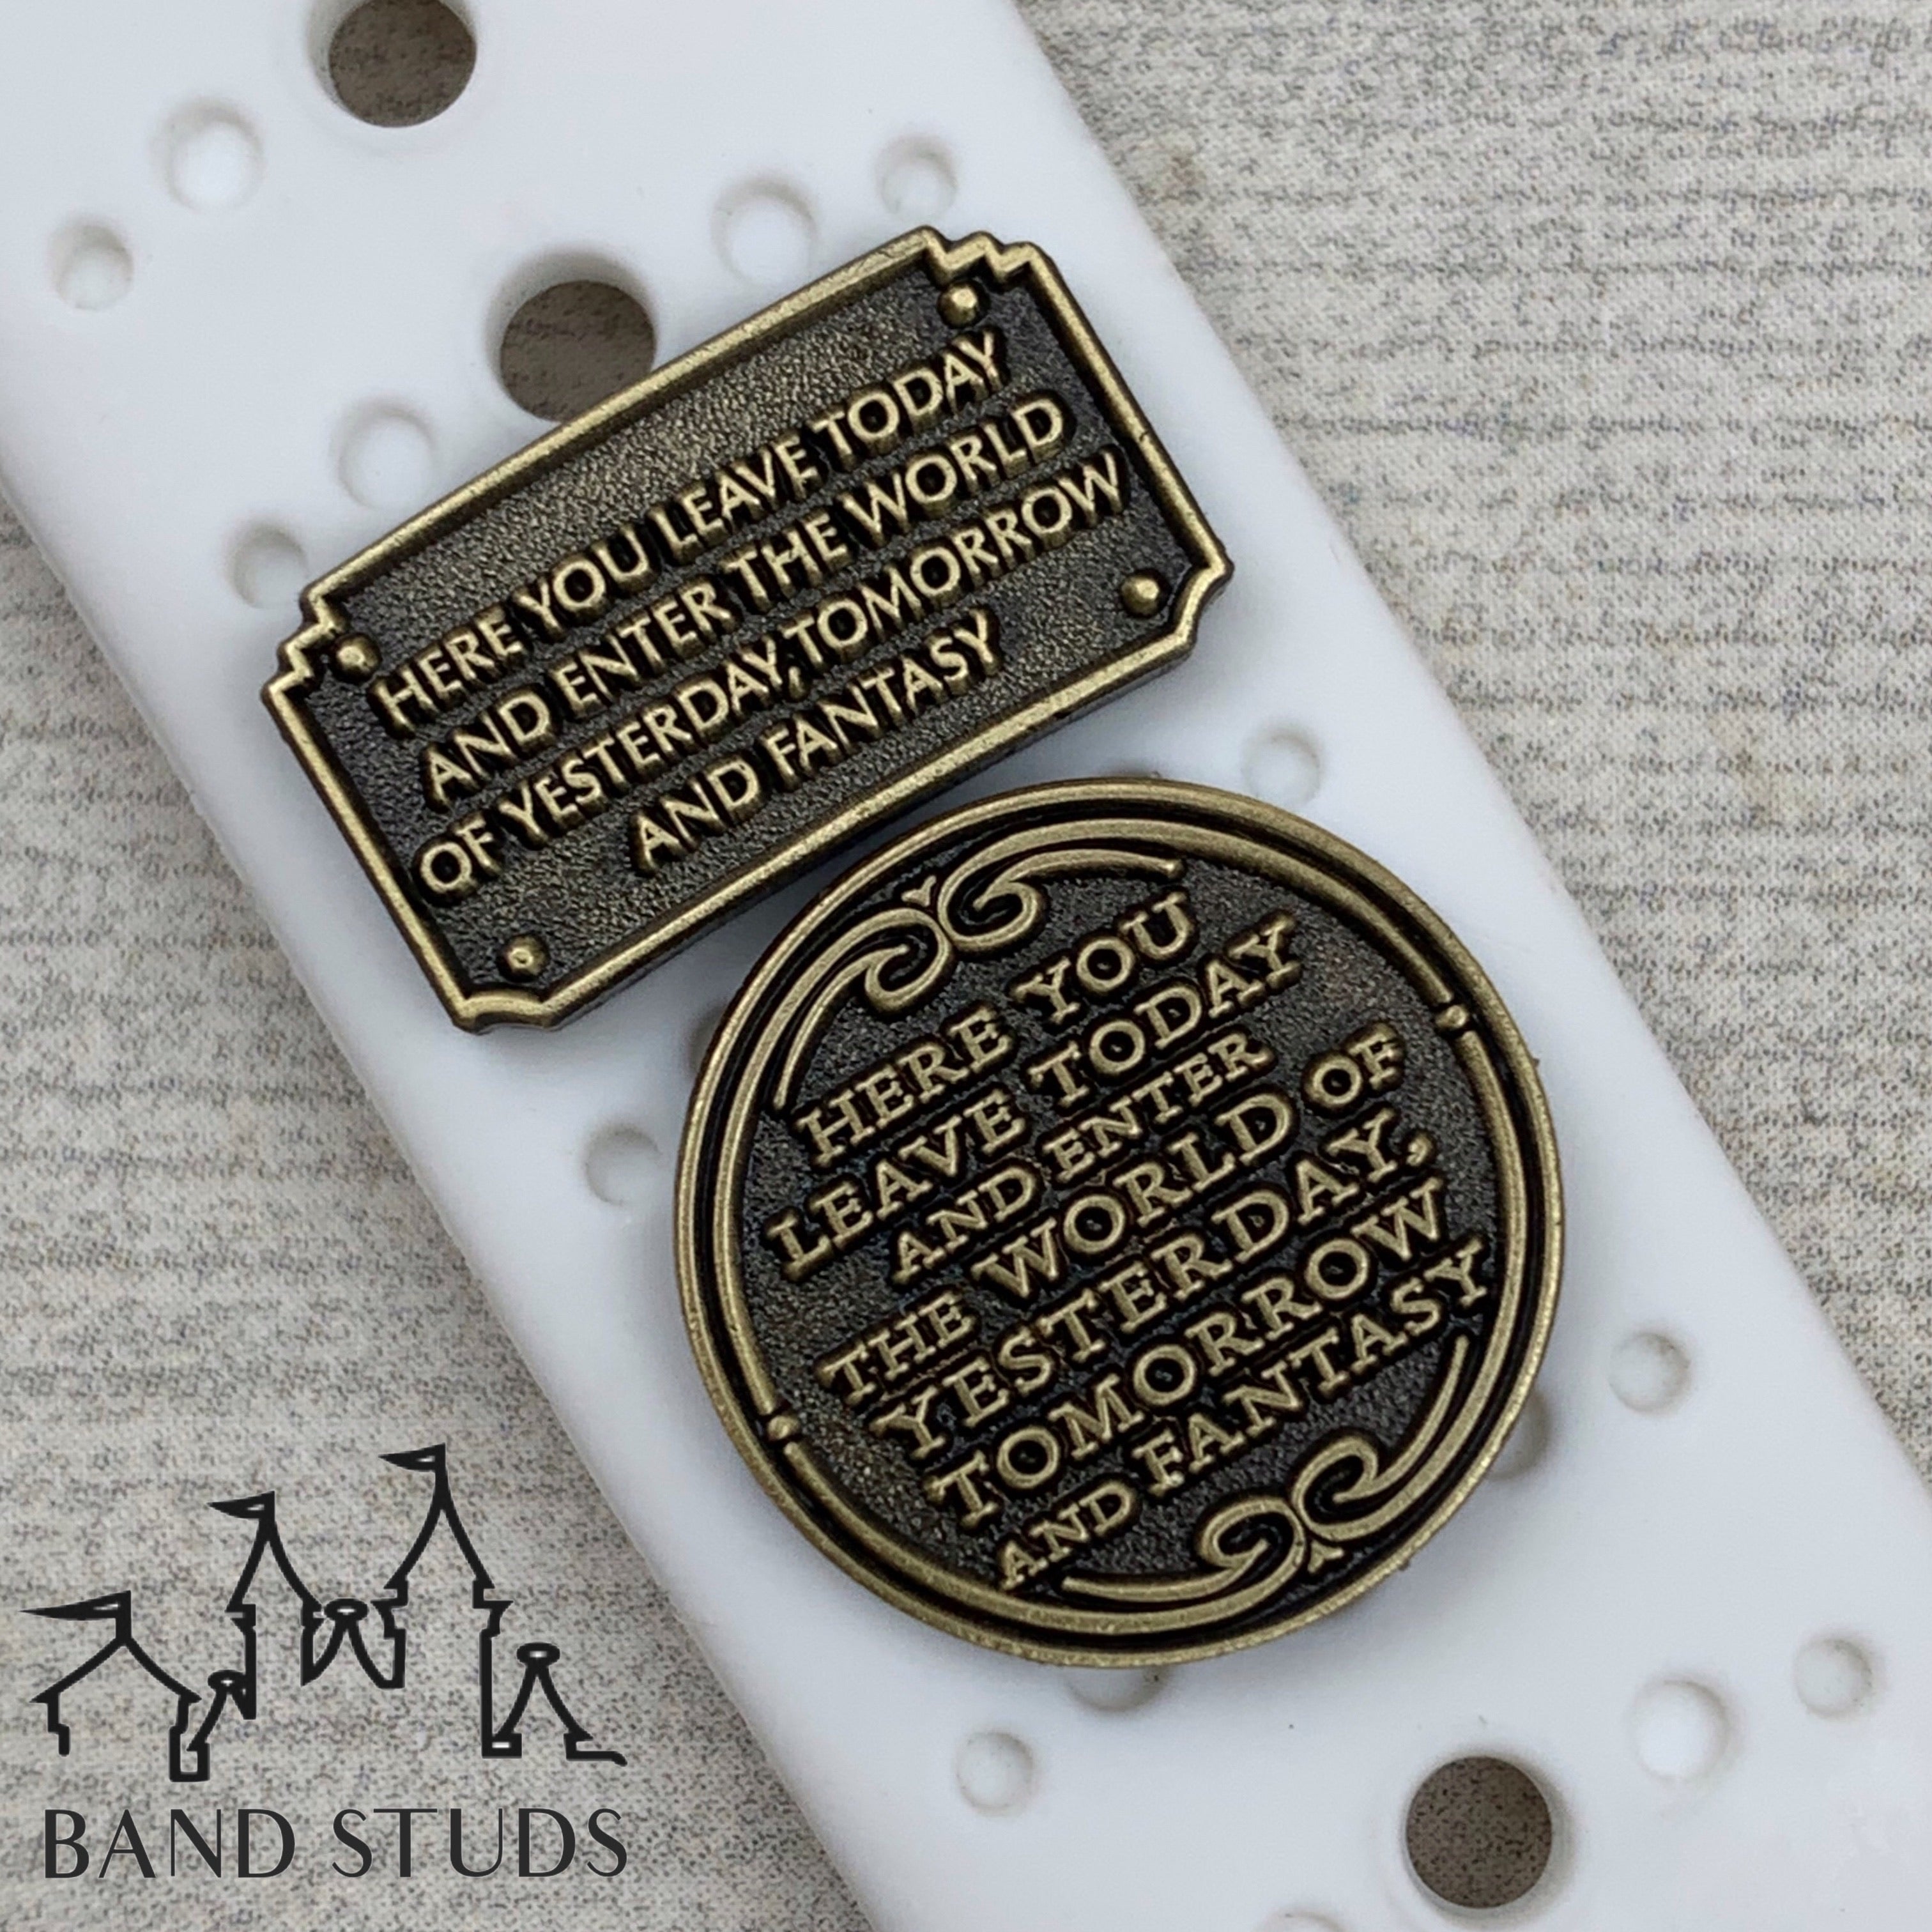 HERE YOU LEAVE TODAY
AND ENTER THE WORLD
OF YESTERDAY, TOMORROW
AND FANTASY
HERE YOU
LEAVE TODAY
AND ENTER
THE WORLD OF
YESTERDAY,
TOMORROW
AND FANTASY
BAND STUDS